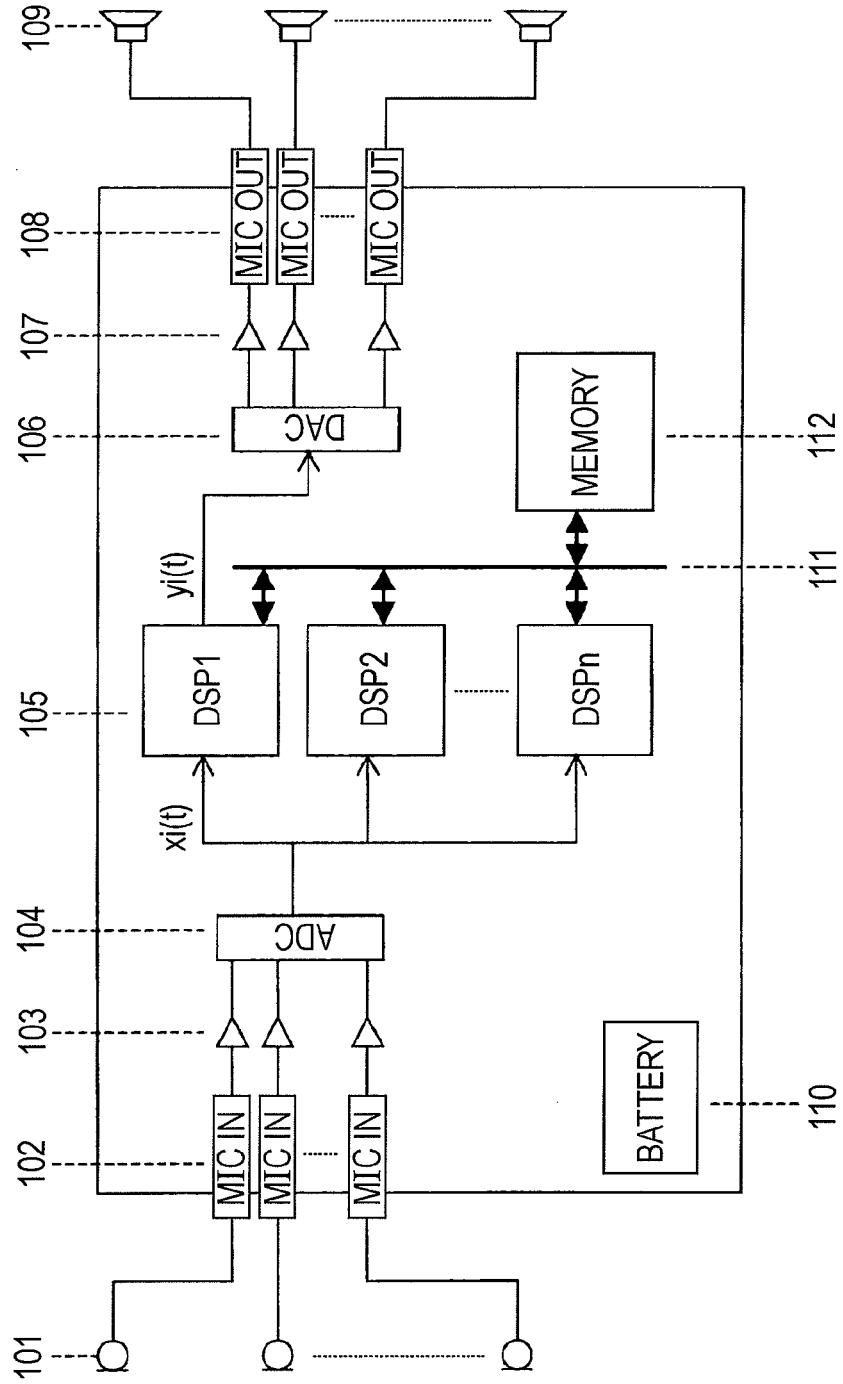 101
102
103
104
105
106
107
108
109
MIC IN
MIC IN
MIC IN
ADC
xi(t)
DSP1
DSP2
DSPn
yi(t)
DAC
MIC OUT
MIC OUT
MIC OUT
BATTERY
MEMORY
110
111
112